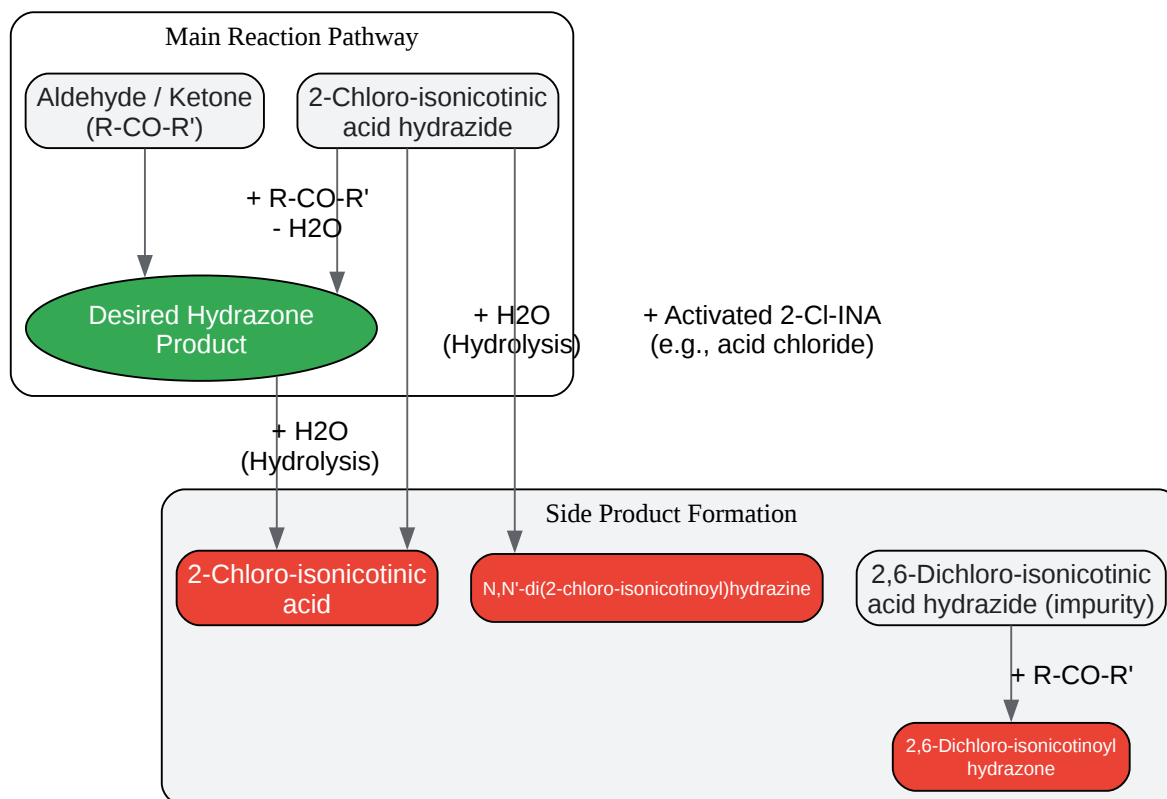 Main Reaction Pathway
Aldehyde / Ketone
(R-CO-R')
2-Chloro-isonicotinic
acid hydrazide
+ R-CO-R'
- H2O
Desired Hydrazone
Product
+ H2O
(Hydrolysis)
+ Activated 2-Cl-INA
(e.g., acid chloride)
+ H2O
(Hydrolysis)
Side Product Formation
2-Chloro-isonicotinic
acid
N,N'-di(2-chloro-isonicotinoyl)hydrazine
2,6-Dichloro-isonicotinic
acid hydrazide (impurity)
+ R-CO-R'
2,6-Dichloro-isonicotinoyl
hydrazone